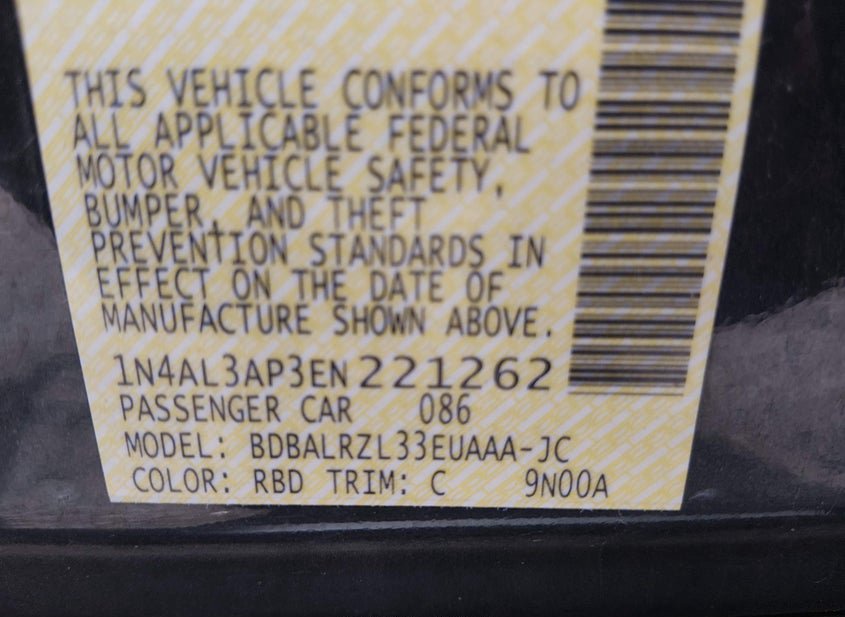 THIS VEHICLE CONFORMS TO
ALL APPLICABLE FEDERAL
MOTOR VEHICLE SAFETY,
BUMPER, AND THEFT
PREVENTION STANDARDS IN
EFFECT ON THE DATE OF
MANUFACTURE SHOWN ABOVE.
1N4AL3AP3EN221262
PASSENGER CAR 086
MODEL: BDBALRZL33EUAAA-JC
COLOR: RBD TRIM: C 9N00A